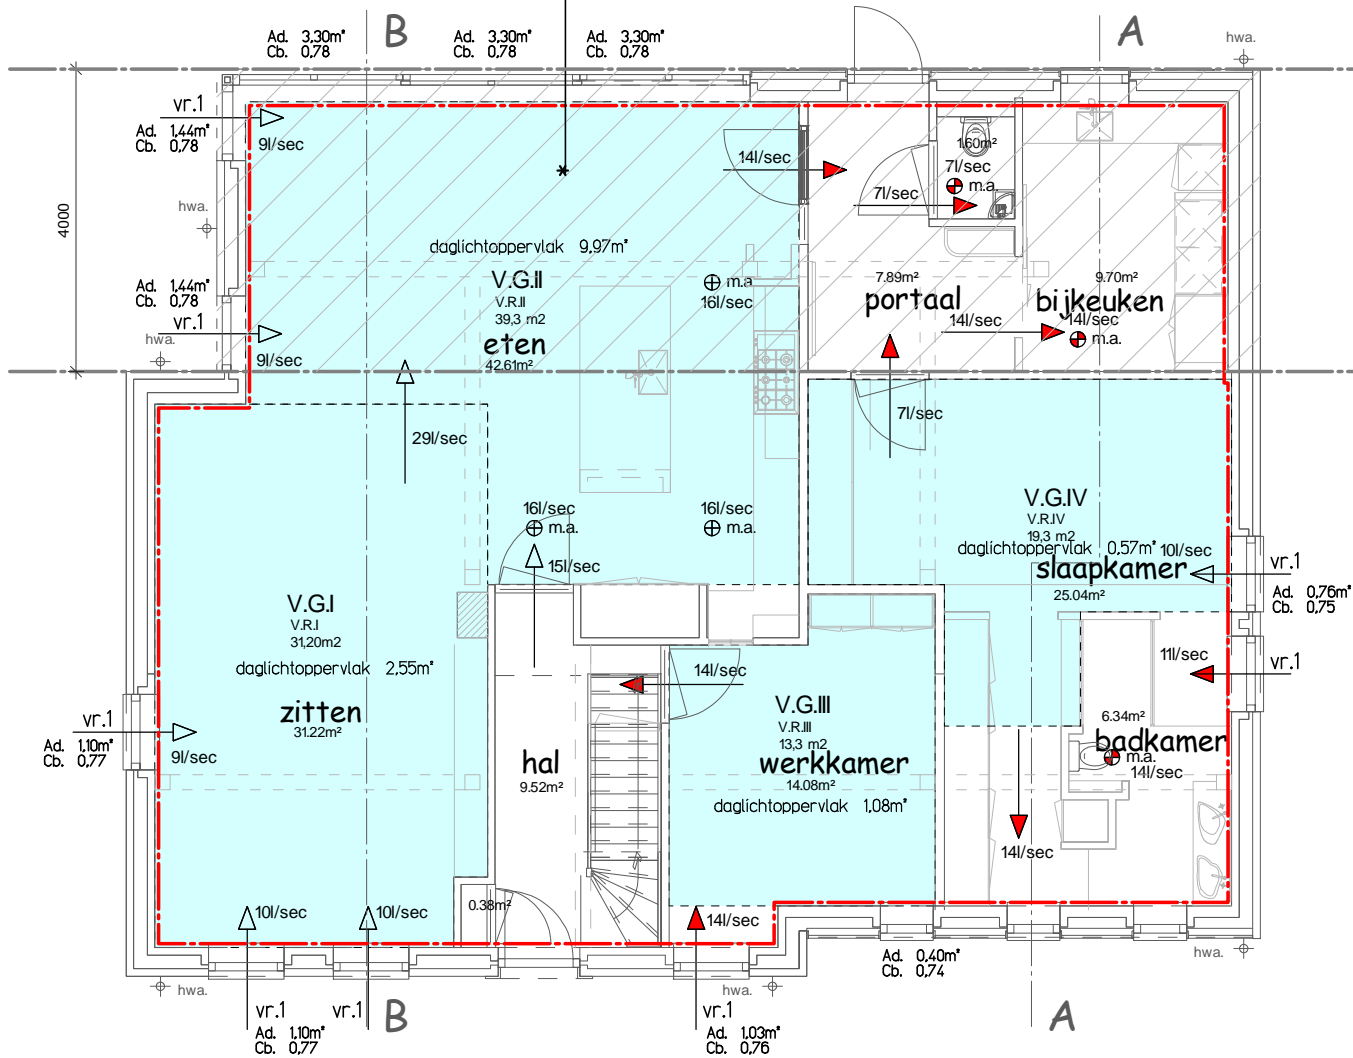 B
A
Ad. 3,30m²
Cb. 0,78
Ad. 3,30m²
Cb. 0,78
Ad. 3,30m²
Cb. 0,78
hwa.
vr.1
Ad. 1,44m²
Cb. 0,78
9l/sec
14l/sec
1.60m²
7l/sec
m.a.
7l/sec
4000
hwa.
daglichtoppervlak 9,97m²
V.G.II
V.R.II
39,3 m2
eten
42.61m²
m.a.
16l/sec
7.89m²
portaal
14l/sec
9.70m²
bijkeuken
14l/sec
m.a.
Ad. 1,44m²
Cb. 0,78
vr.1
hwa.
9l/sec
29l/sec
7l/sec
16l/sec
m.a.
16l/sec
m.a.
15l/sec
V.G.IV
V.R.IV
19,3 m2
daglichtoppervlak 0,57m²
10l/sec
slaapkamer
25.04m²
vr.1
Ad. 0,76m²
Cb. 0,75
V.G.I
V.R.I
31,20m2
daglichtoppervlak 2,55m²
zitten
31.22m²
14l/sec
11l/sec
vr.1
V.G.III
V.R.III
13,3 m2
werkkamer
14.08m²
daglichtoppervlak 1,08m²
6.34m²
badkamer
m.a.
14l/sec
vr.1
Ad. 1,10m²
Cb. 0,77
9l/sec
hal
9.52m²
14l/sec
0.38m²
10l/sec
10l/sec
14l/sec
Ad. 0,40m²
Cb. 0,74
hwa.
hwa.
hwa.
vr.1
vr.1
B
Ad. 1,10m²
Cb. 0,77
vr.1
Ad. 1,03m²
Cb. 0,76
A